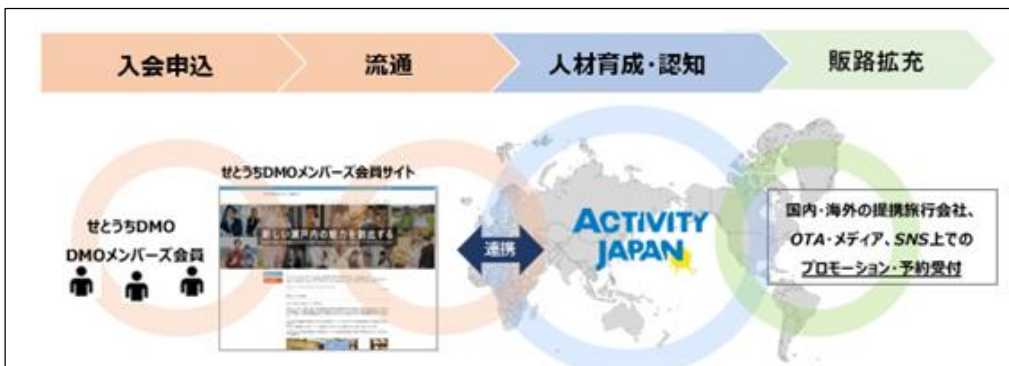 入会申込
流通
人材育成・認知
販路拡充
せとうちDMO
DMOメンバーズ会員
せとうちDMOメンバーズ会員サイト
新しい瀬戸内の魅力を創出する
連携
ACTIVITY
JAPAN
国内・海外の提携旅行会社、
OTA・メディア、SNS上での
プロモーション・予約受付